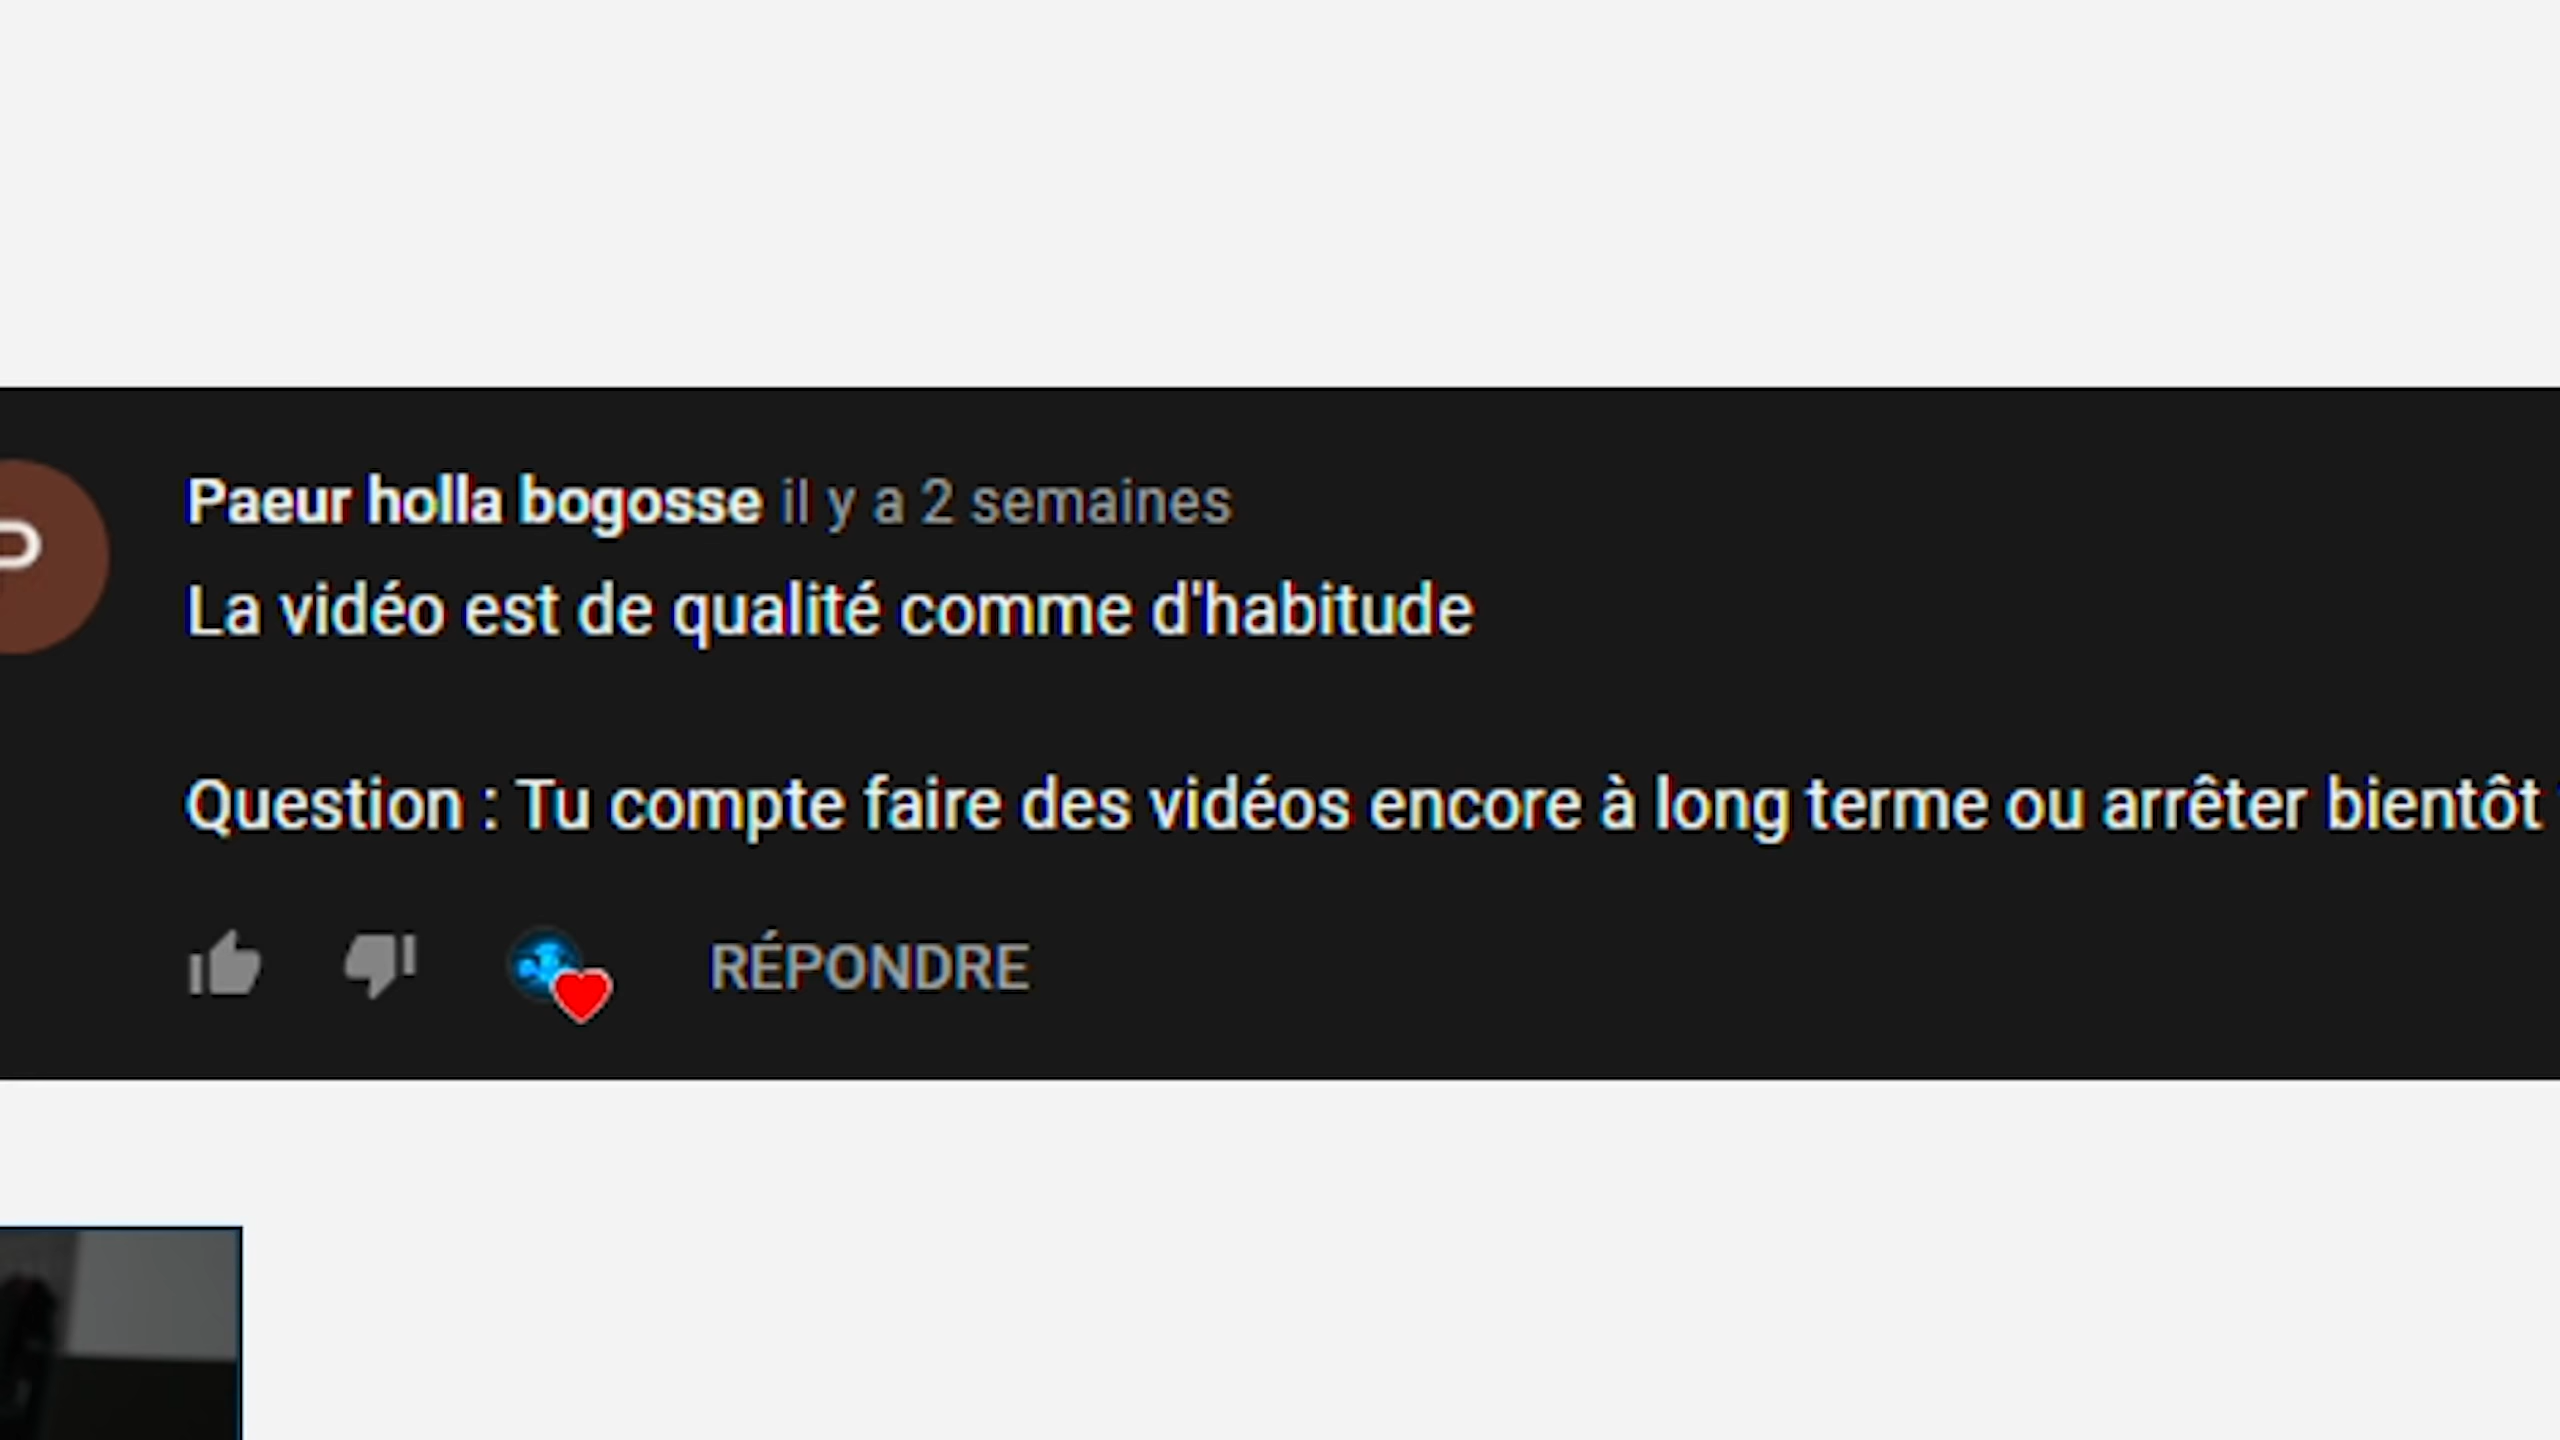 P
Paeur holla bogosse il y a 2 semaines
La vidéo est de qualité comme d'habitude
Question : Tu compte faire des vidéos encore à long terme ou arrêter bientôt
RÉPONDRE